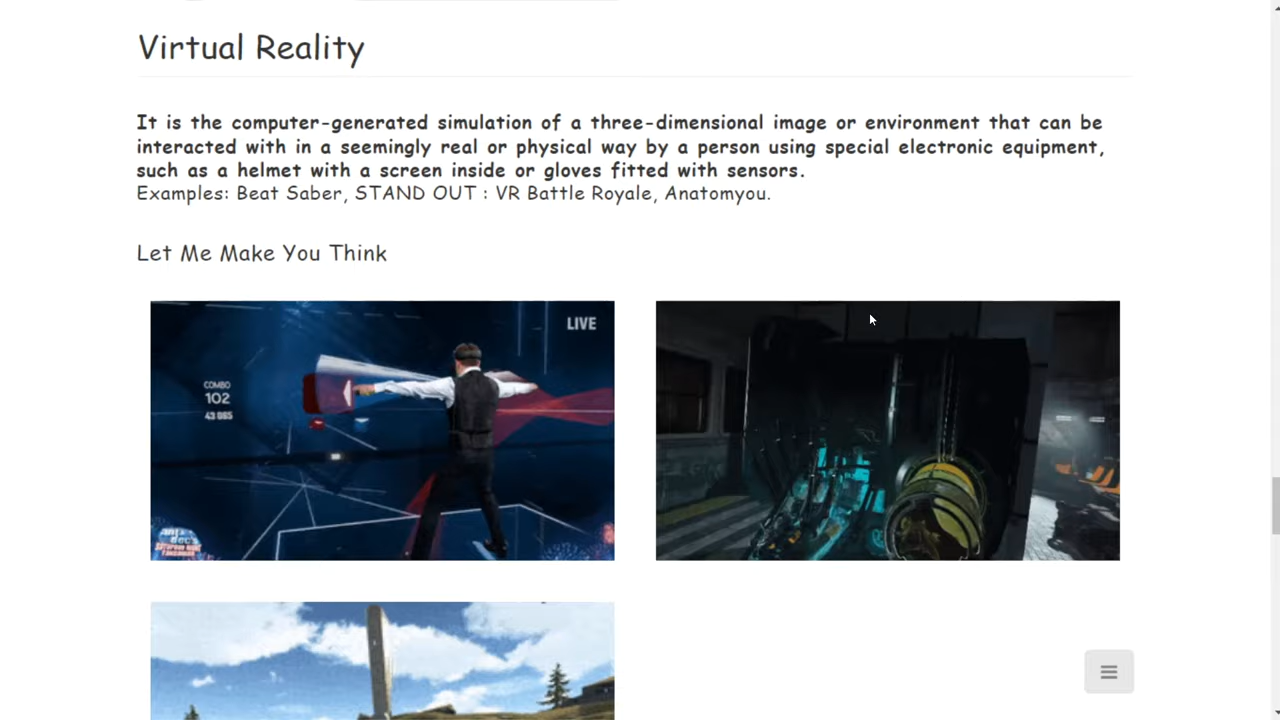 Virtual Reality
It is the computer-generated simulation of a three-dimensional image or environment that can be
interacted with in a seemingly real or physical way by a person using special electronic equipment,
such as a helmet with a screen inside or gloves fitted with sensors.
Examples: Beat Saber, STAND OUT : VR Battle Royale, Anatomyou.
Let Me Make You Think
LIVE
COMBO
102